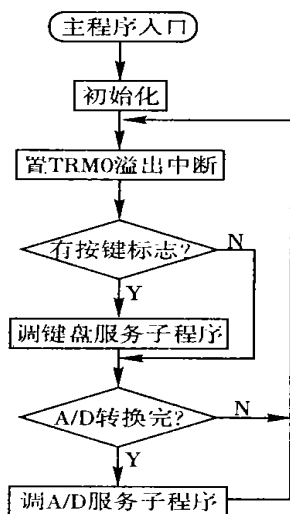 主程序入口
初始化
置TRM0溢出中断
有按键标志?
N
Y
调键盘服务子程序
A/D转换完?
N
Y
调A/D服务子程序